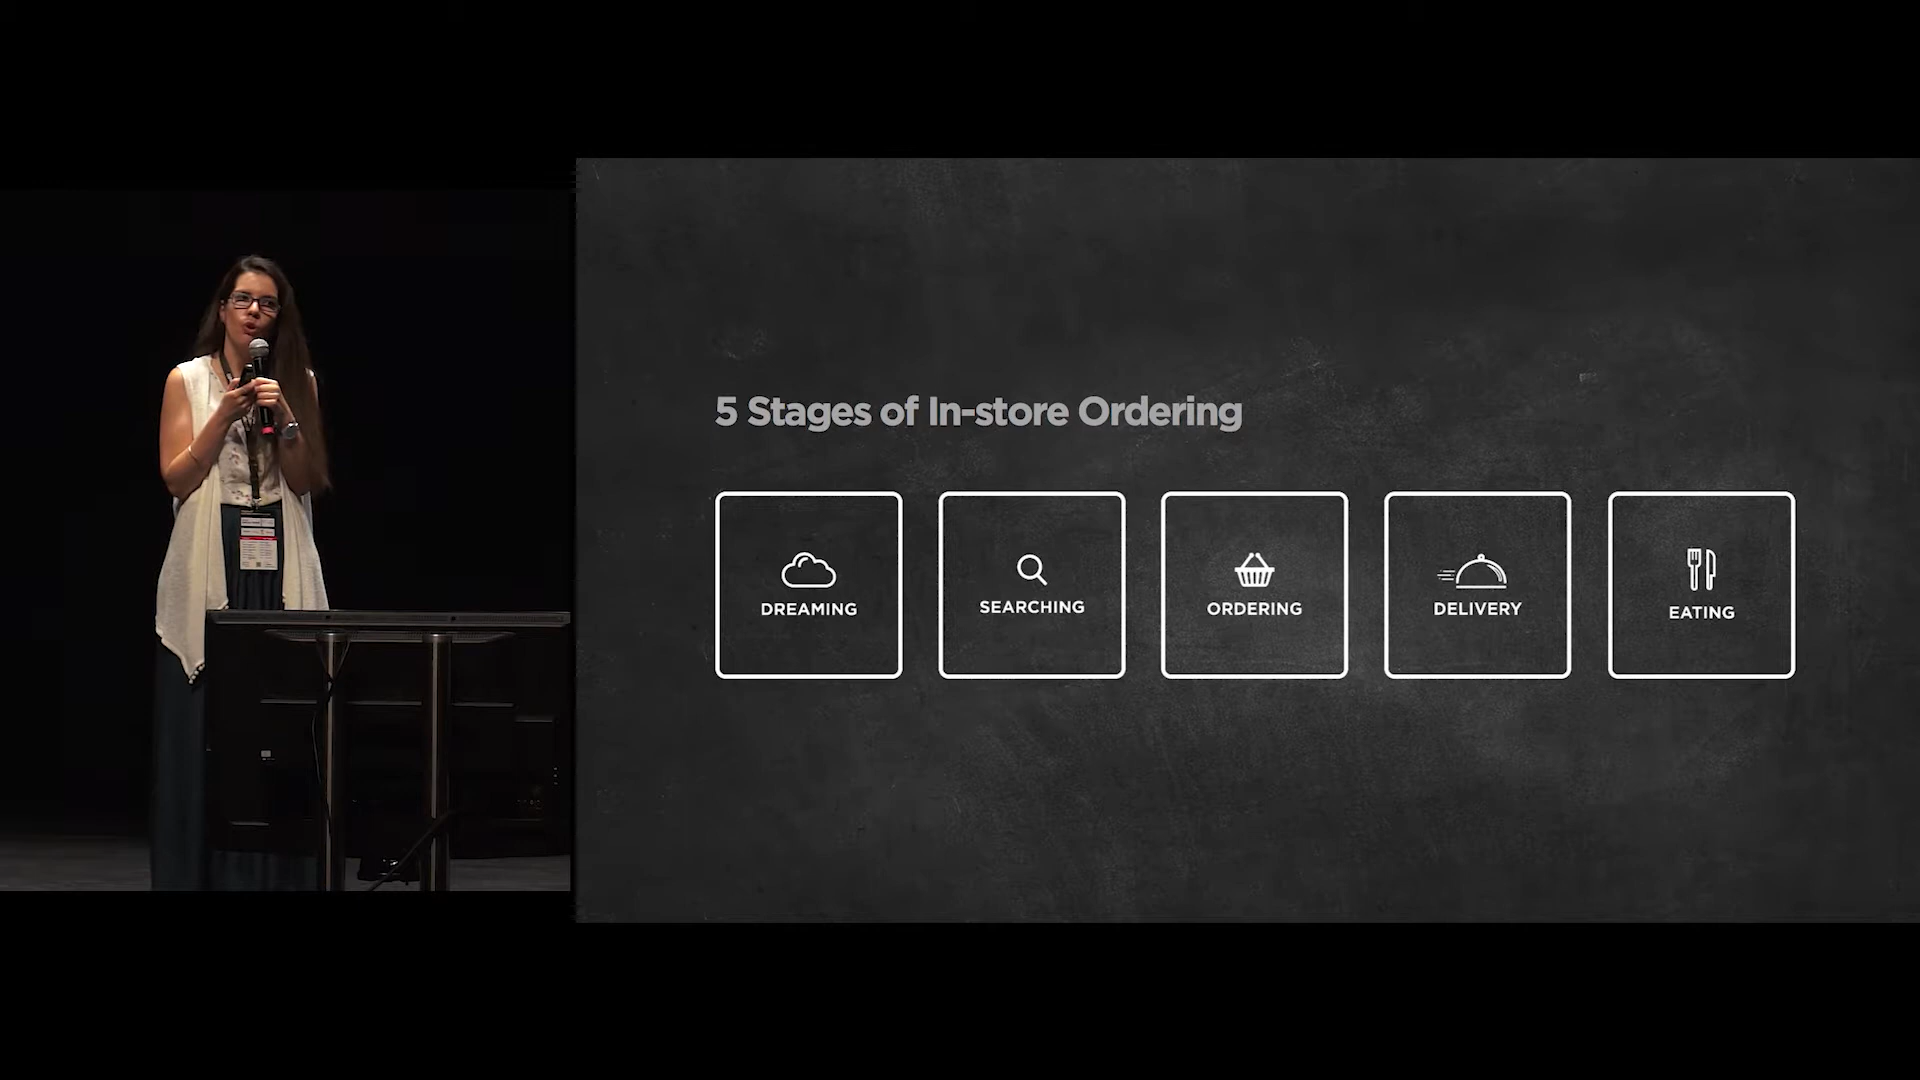 5 Stages of In-store Ordering
DREAMING
SEARCHING
ORDERING
DELIVERY
EATING